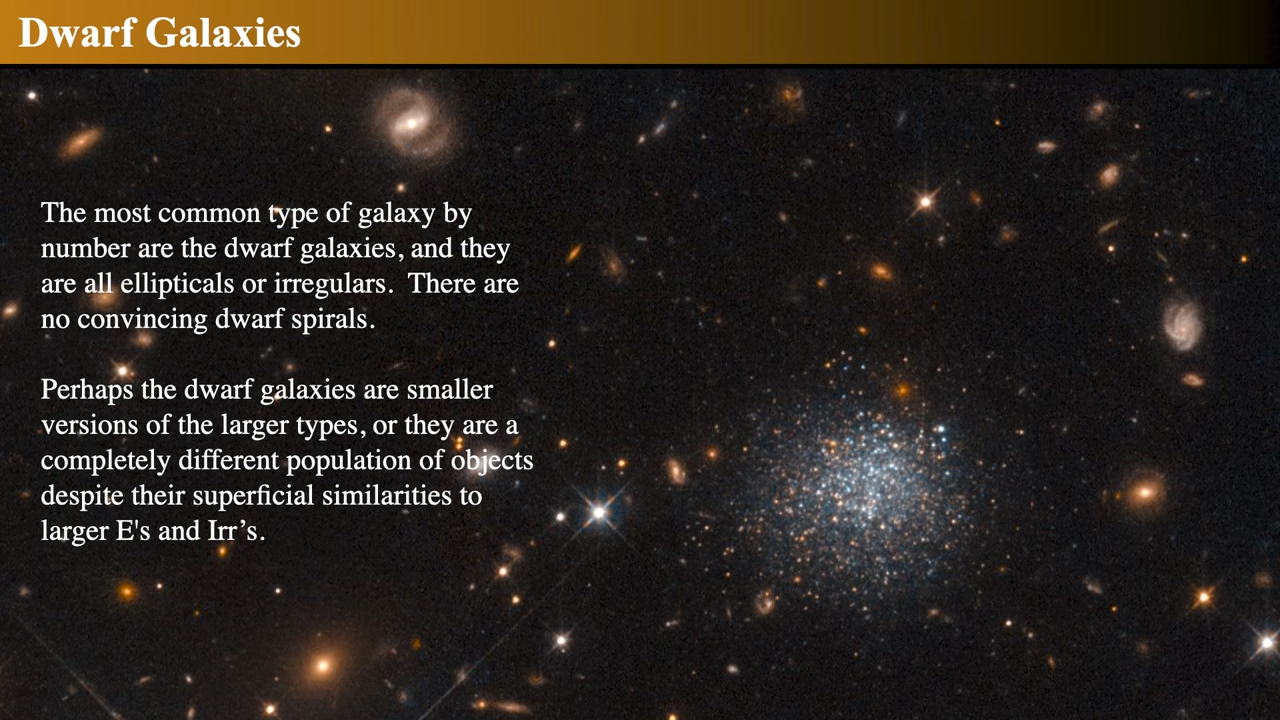 Dwarf Galaxies
The most common type of galaxy by
number are the dwarf galaxies, and they
are all ellipticals or irregulars.  There are
no convincing dwarf spirals.
Perhaps the dwarf galaxies are smaller
versions of the larger types, or they are a
completely different population of objects
despite their superficial similarities to
larger E's and Irr’s.